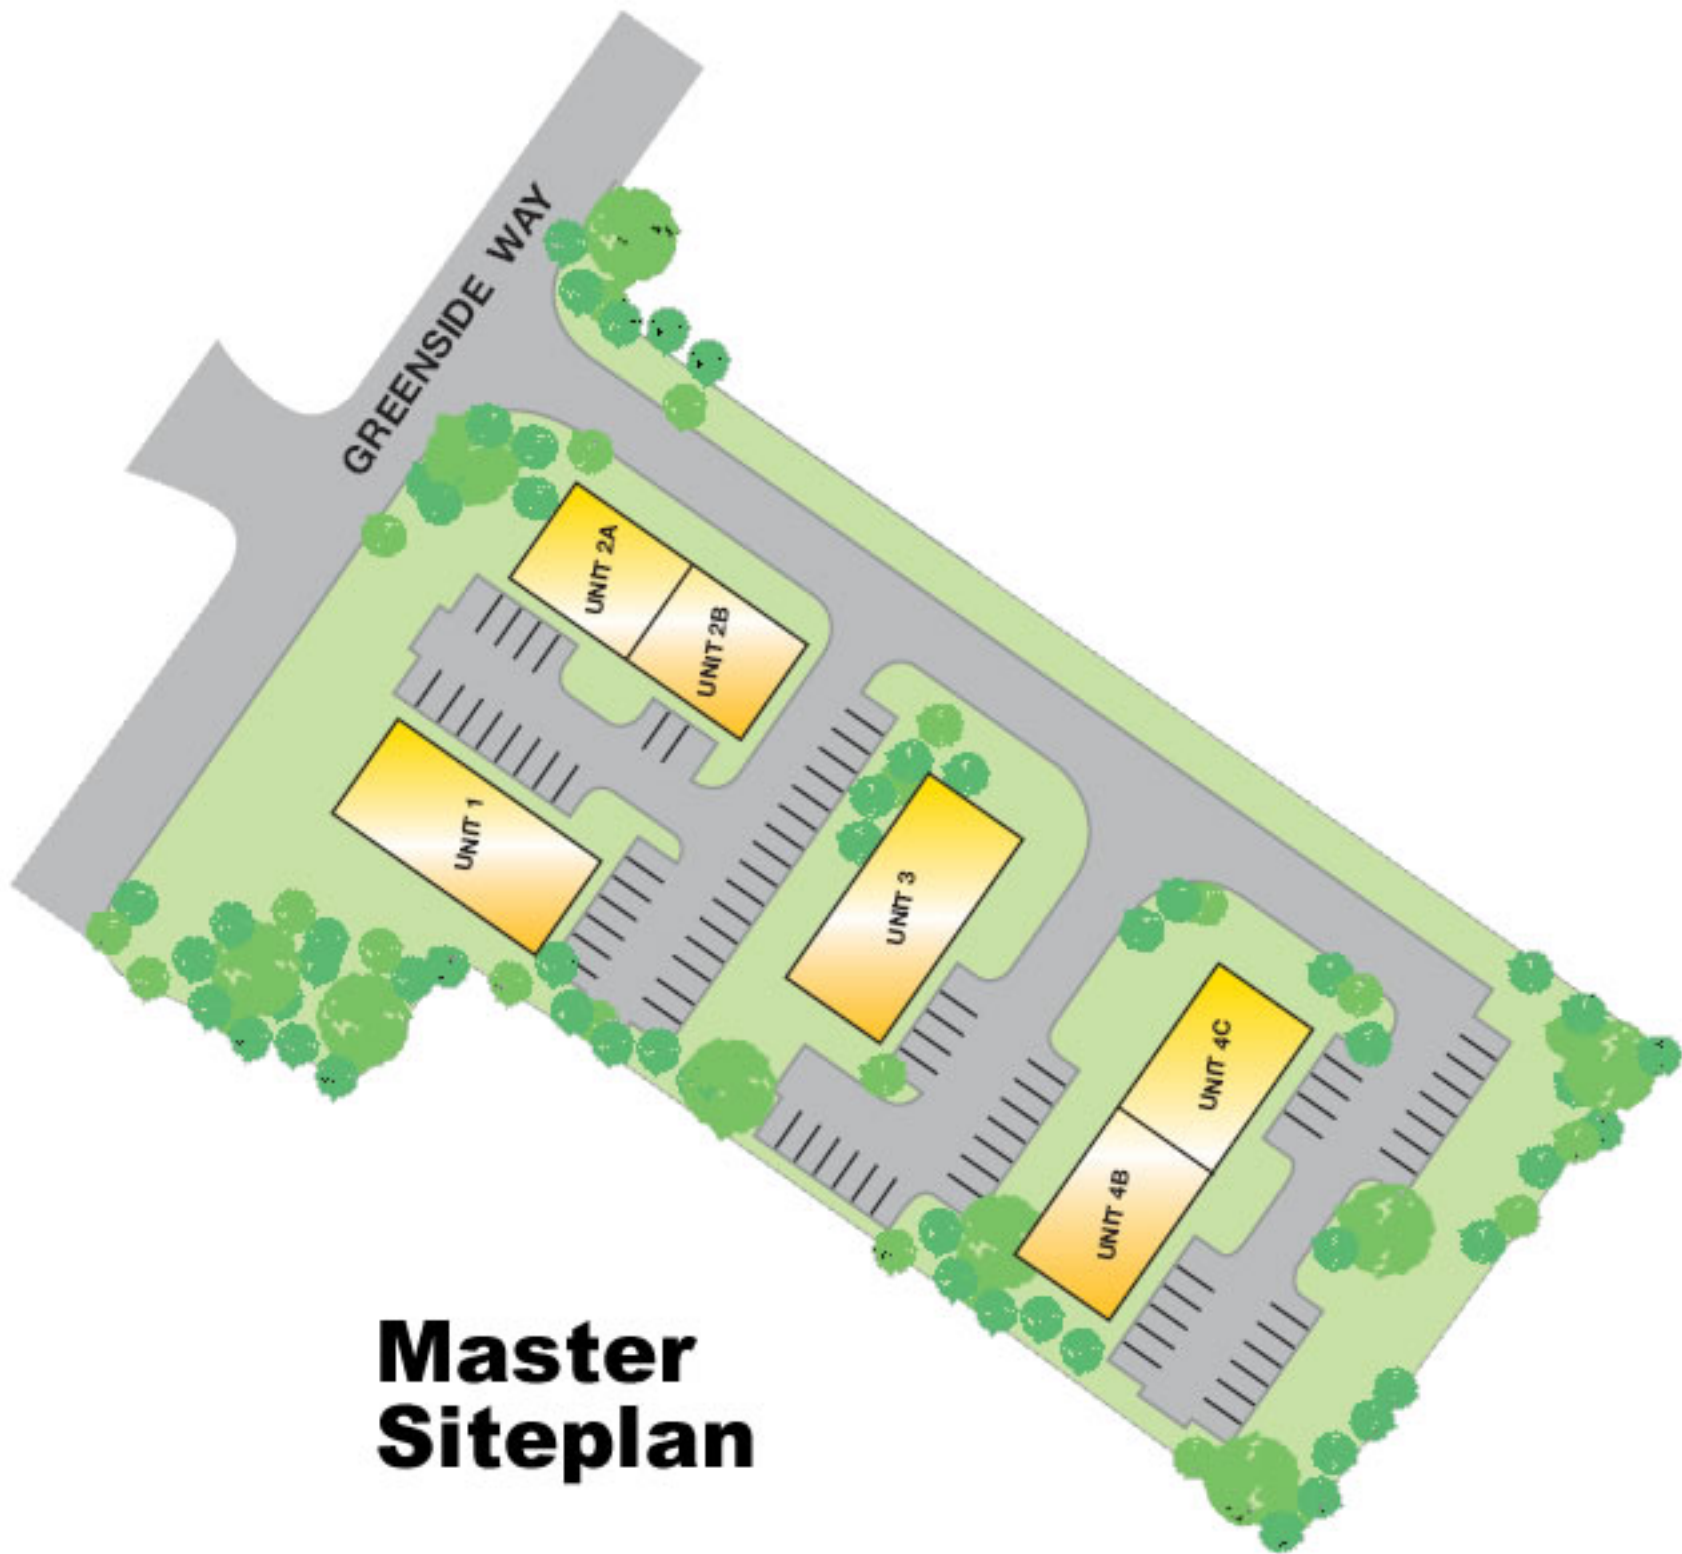 GREENSIDE WAY
UNIT 2A
UNIT 2B
UNIT 1
UNIT 3
UNIT 4C
UNIT 4B
Master
Siteplan